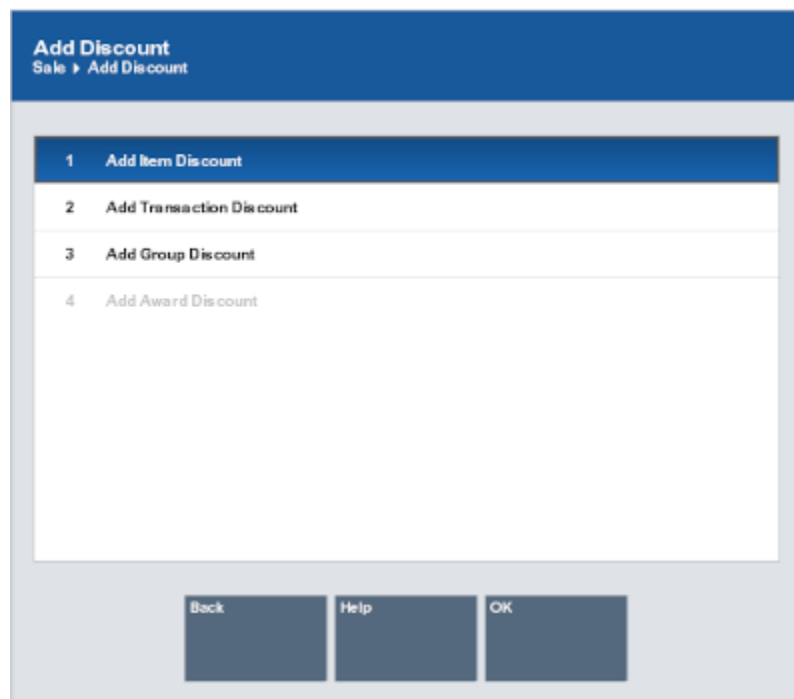 Add Discount
Sale ▸ Add Discount
1 Add Item Discount
2 Add Transaction Discount
3 Add Group Discount
4 Add Award Discount
Back Help OK